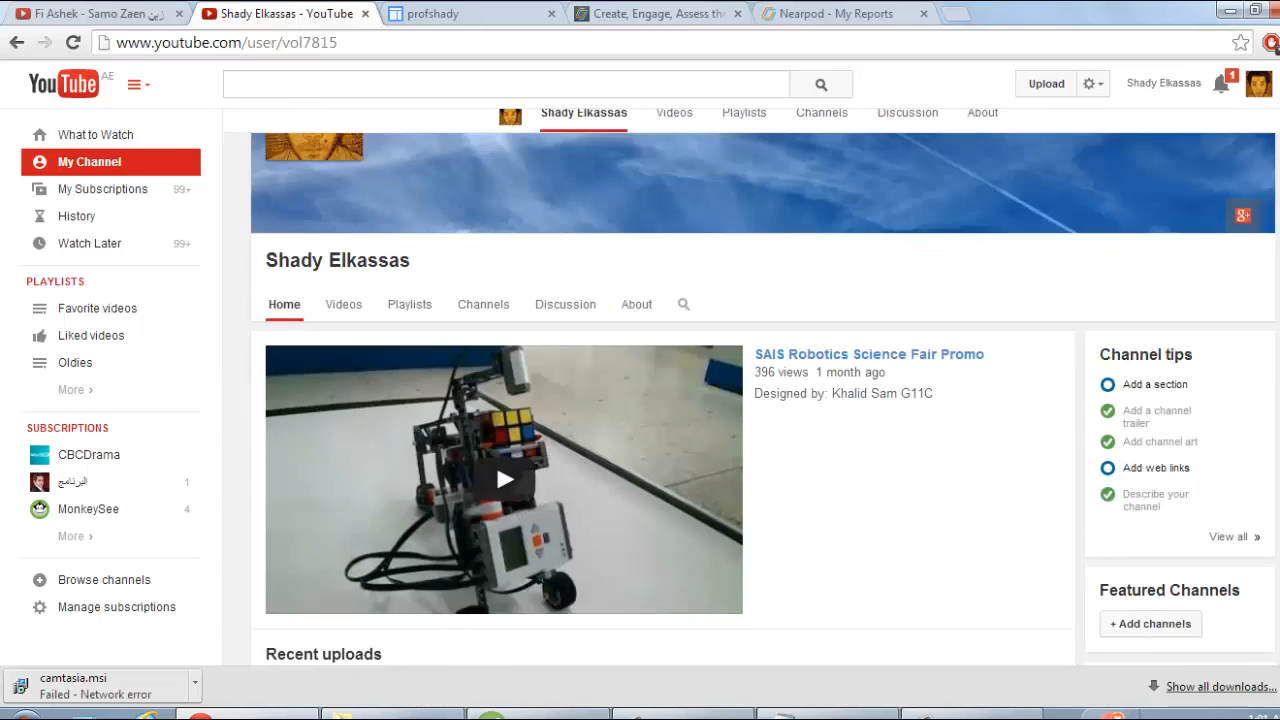 Fi Ashek - Samo Zaen زين
Shady Elkassas - YouTube
profshady
Create, Engage, Assess the
Nearpod - My Reports
www.youtube.com/user/vol7815
YouTube AE
Upload
Shady Elkassas
1
Shady Elkassas
Videos
Playlists
Channels
Discussion
About
What to Watch
My Channel
My Subscriptions 99+
History
Watch Later 99+
PLAYLISTS
Favorite videos
Liked videos
Oldies
More ›
SUBSCRIPTIONS
CBCDrama
البرنامج 1
MonkeySee 4
More ›
Browse channels
Manage subscriptions
g+
Shady Elkassas
Home
Videos
Playlists
Channels
Discussion
About
SAIS Robotics Science Fair Promo
396 views 1 month ago
Designed by: Khalid Sam G11C
Recent uploads
Channel tips
Add a section
Add a channel
trailer
Add channel art
Add web links
Describe your
channel
View all »
Featured Channels
+ Add channels
camtasia.msi
Failed - Network error
Show all downloads...